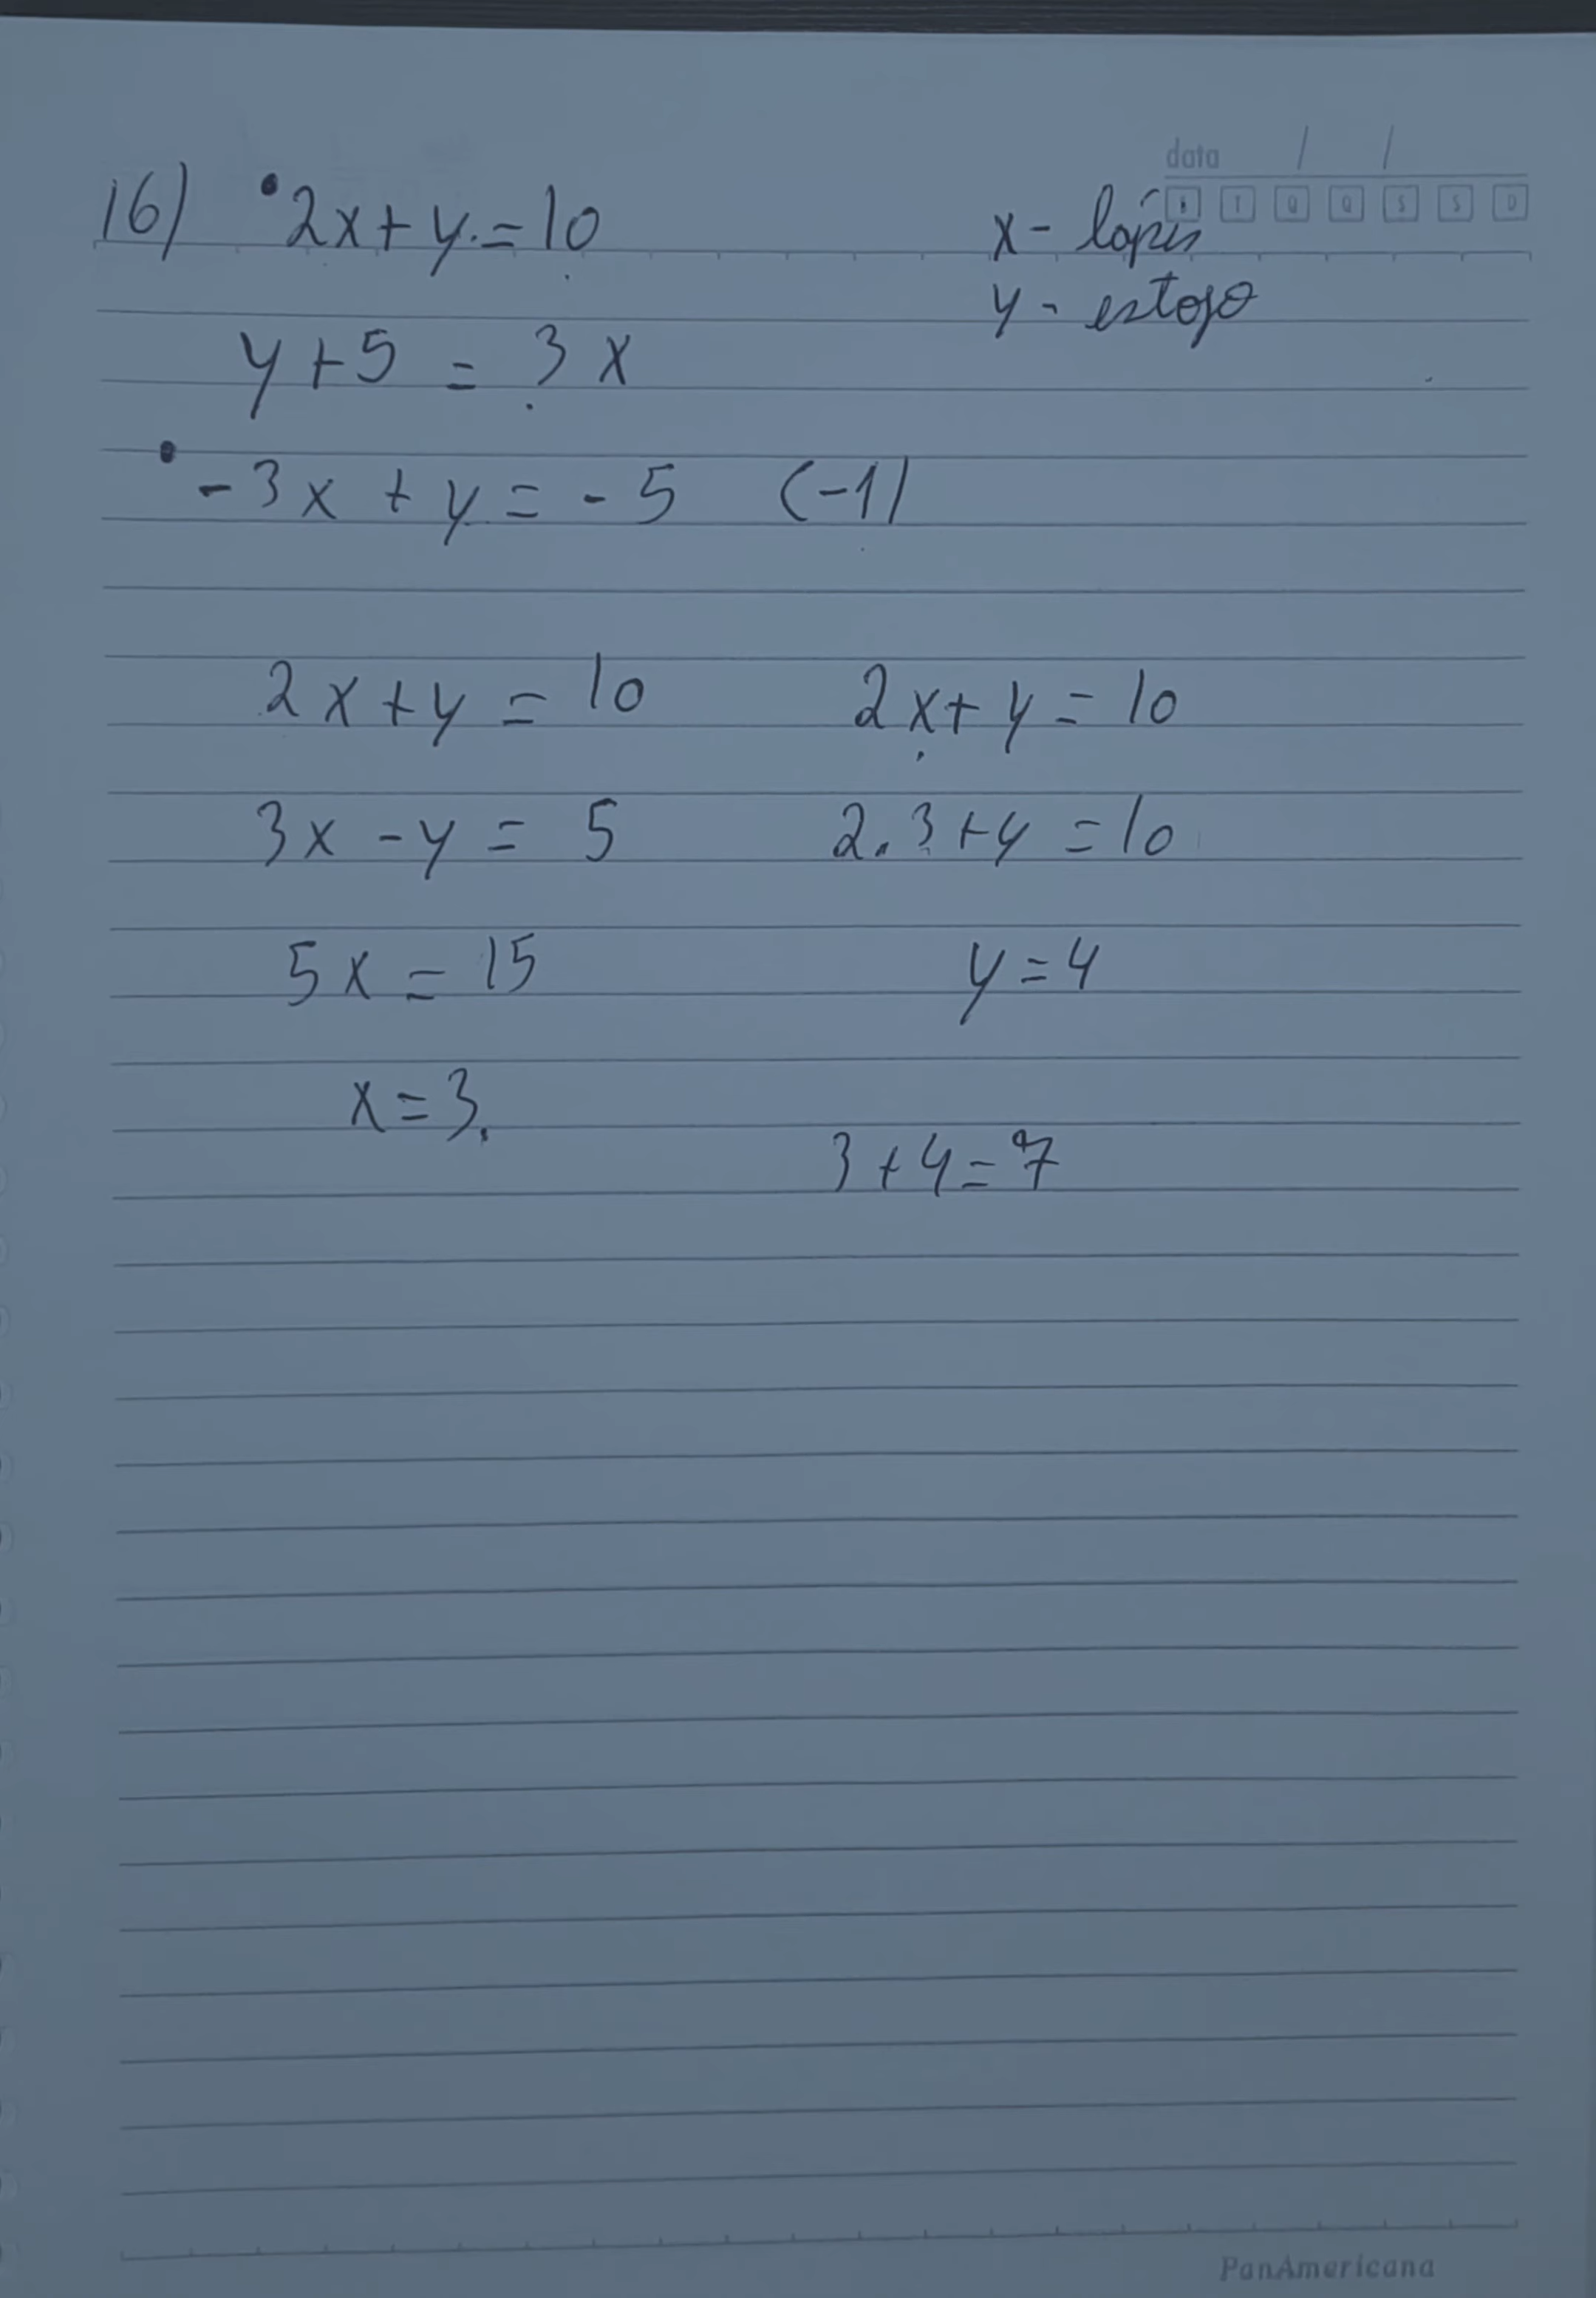 data / /
S T Q Q S S D
16) • 2x + y = 10
x - lápis
y - estojo
y + 5 = 3x
• -3x + y = -5 (-1)
2x + y = 10
3x - y = 5
5x = 15
x = 3.
2x + y = 10
2.3 + y = 10
y = 4
3 + 4 = 7
PanAmericana